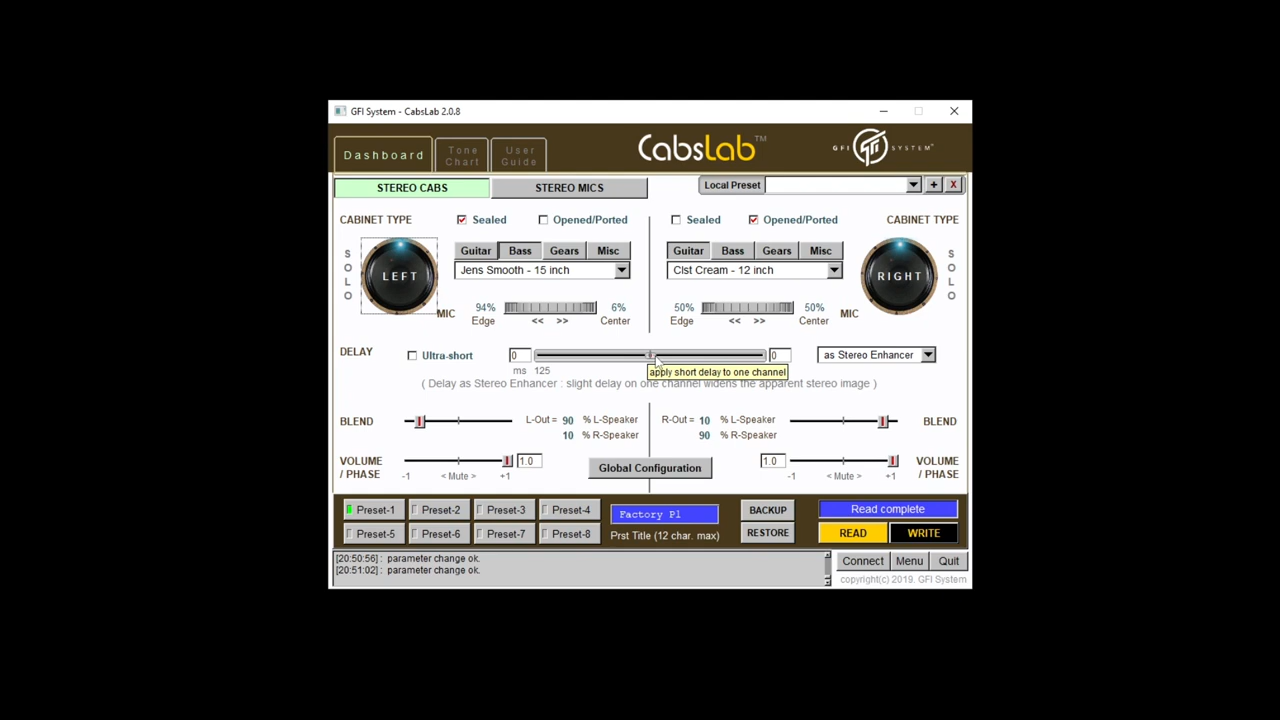 GFI System - CabsLab 2.0.8
Dashboard
Tone Chart
User Guide
CabsLab™
GFI SYSTEM
STEREO CABS
STEREO MICS
Local Preset
+
X
CABINET TYPE
Sealed
Opened/Ported
Sealed
Opened/Ported
CABINET TYPE
SOLO
LEFT
Guitar
Bass
Gears
Misc
Guitar
Bass
Gears
Misc
RIGHT
SOLO
Jens Smooth - 15 inch
Clst Cream - 12 inch
MIC
94%
6%
50%
50%
MIC
Edge
<< >>
Center
Edge
<< >>
Center
DELAY
Ultra-short
0
0
as Stereo Enhancer
ms
125
apply short delay to one channel
( Delay as Stereo Enhancer : slight delay on one channel widens the apparent stereo image )
BLEND
L-Out = 90 % L-Speaker
10 % R-Speaker
R-Out = 10 % L-Speaker
90 % R-Speaker
BLEND
VOLUME / PHASE
1.0
-1
< Mute >
+1
Global Configuration
1.0
-1
< Mute >
+1
VOLUME / PHASE
Preset-1
Preset-2
Preset-3
Preset-4
Factory P1
BACKUP
Read complete
Preset-5
Preset-6
Preset-7
Preset-8
Prst Title (12 char. max)
RESTORE
READ
WRITE
[20:50:56] : parameter change ok.
[20:51:02] : parameter change ok.
Connect
Menu
Quit
copyright(c) 2019. GFI System